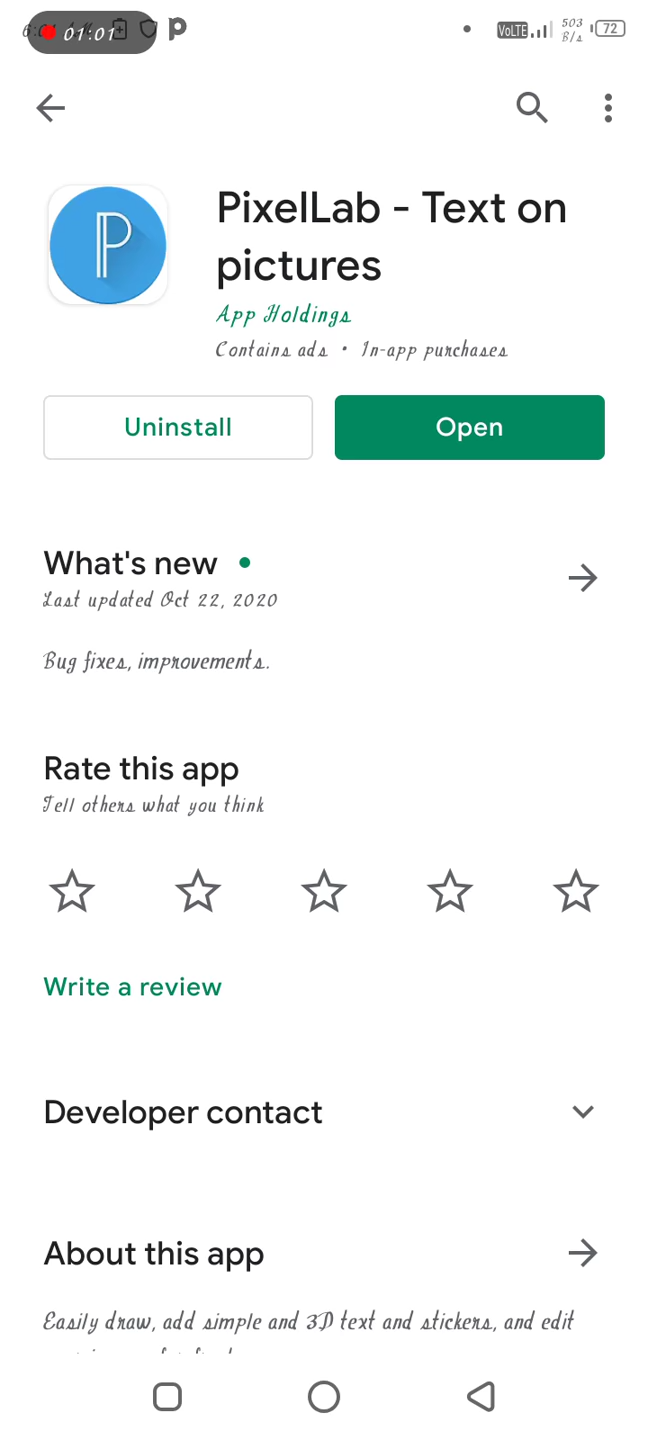 01:01
VoLTE 503 B/s 72
PixelLab - Text on
pictures
App Holdings
Contains ads • In-app purchases
Uninstall
Open
What's new •
Last updated Oct 22, 2020
Bug fixes, improvements.
Rate this app
Tell others what you think
Write a review
Developer contact
About this app
Easily draw, add simple and 3D text and stickers, and edit